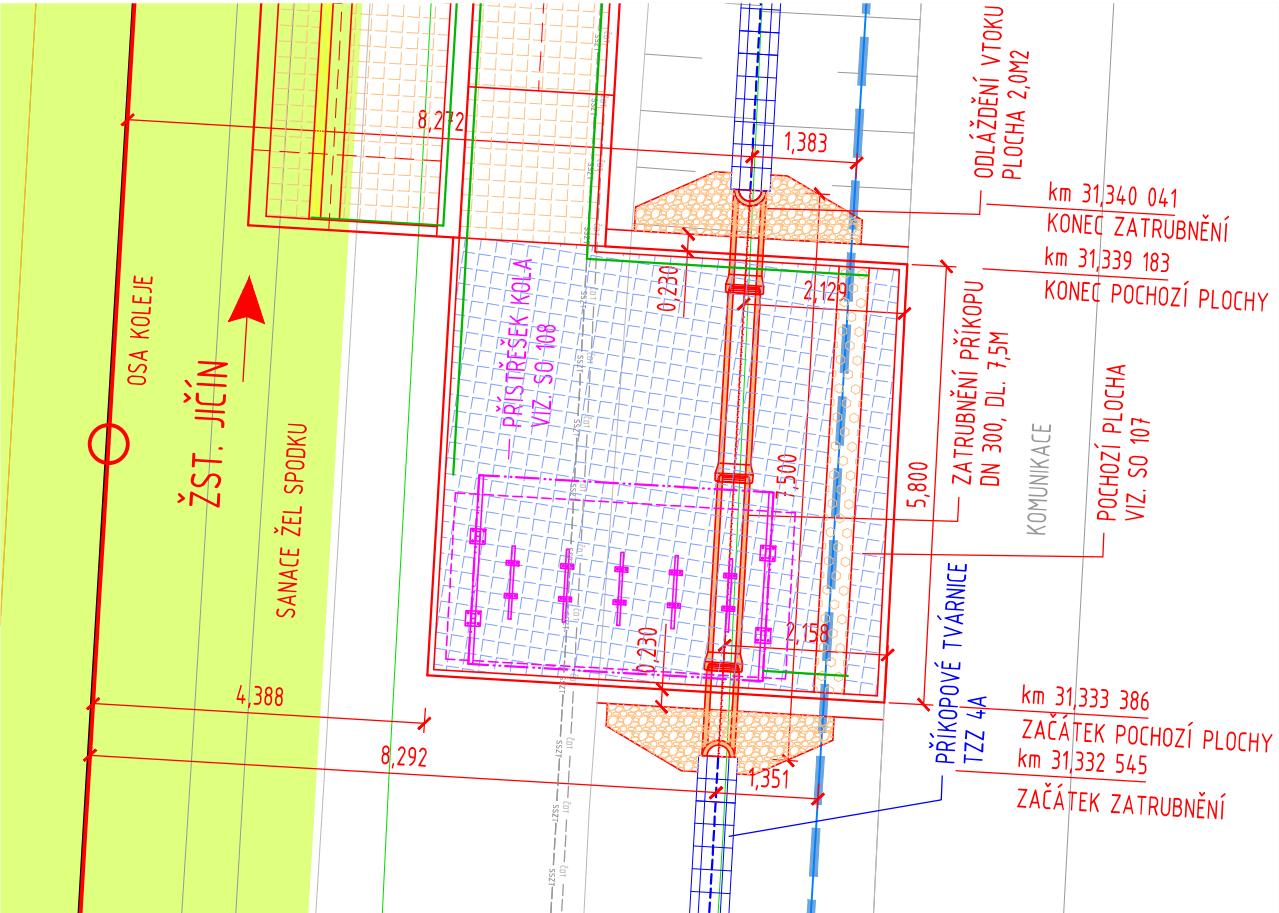 8,272
1,383
ODLÁŽDĚNÍ VTOKU
PLOCHA 2,0M2
km 31,340 041
KONEC ZATRUBNĚNÍ
km 31,339 183
KONEC POCHOZÍ PLOCHY
0,230
2,129
OSA KOLEJE
ŽST. JIČÍN
SANACE ŽEL SPODKU
PŘÍSTŘEŠEK KOLA
VIZ. SO 108
7,500
5,800
ZATRUBNĚNÍ PŘÍKOPU
DN 300, DL. 7,5M
KOMUNIKACE
POCHOZÍ PLOCHA
VIZ. SO 107
0,230
2,158
PŘÍKOPOVÉ TVÁRNICE
TZZ 4A
4,388
8,292
1,351
km 31,333 386
ZAČÁTEK POCHOZÍ PLOCHY
km 31,332 545
ZAČÁTEK ZATRUBNĚNÍ